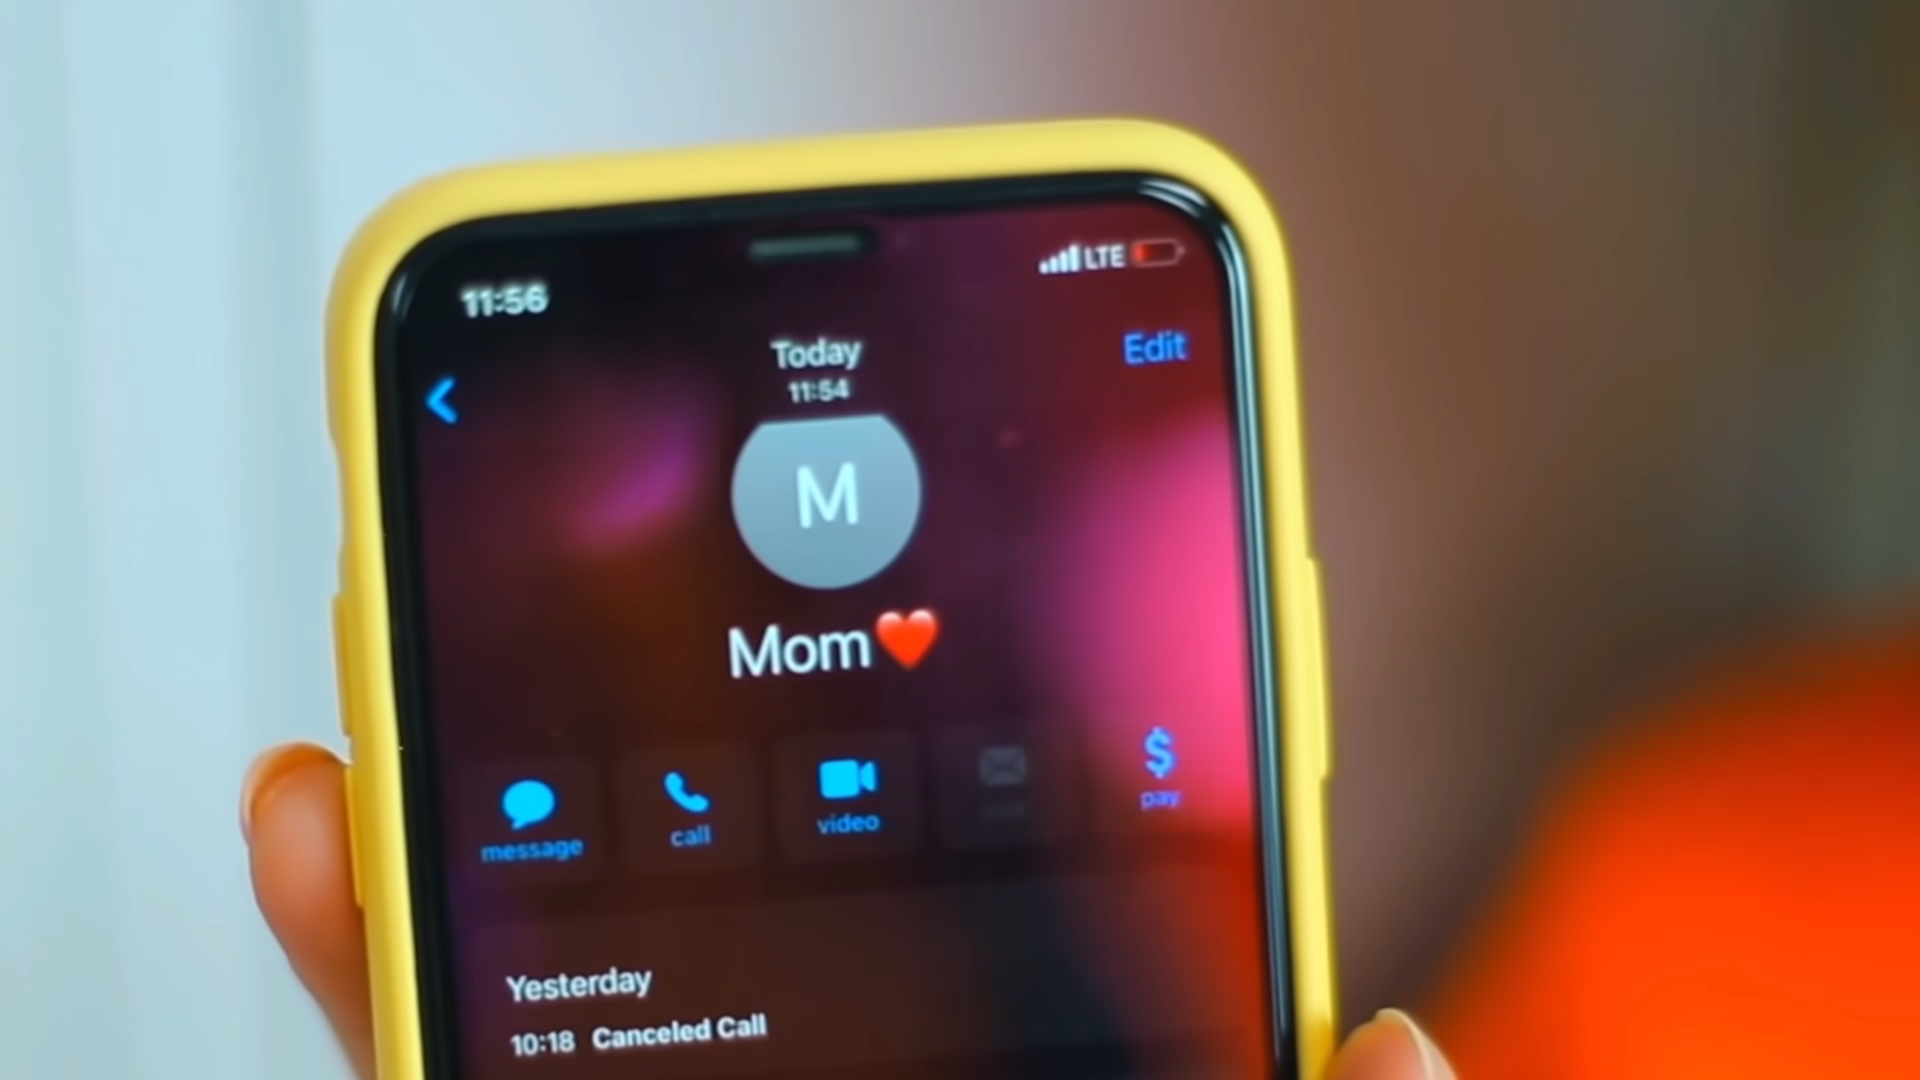 11:56
LTE
Today
Edit
11:54
M
Mom❤️
message
call
video
pay
Yesterday
10:18 Canceled Call